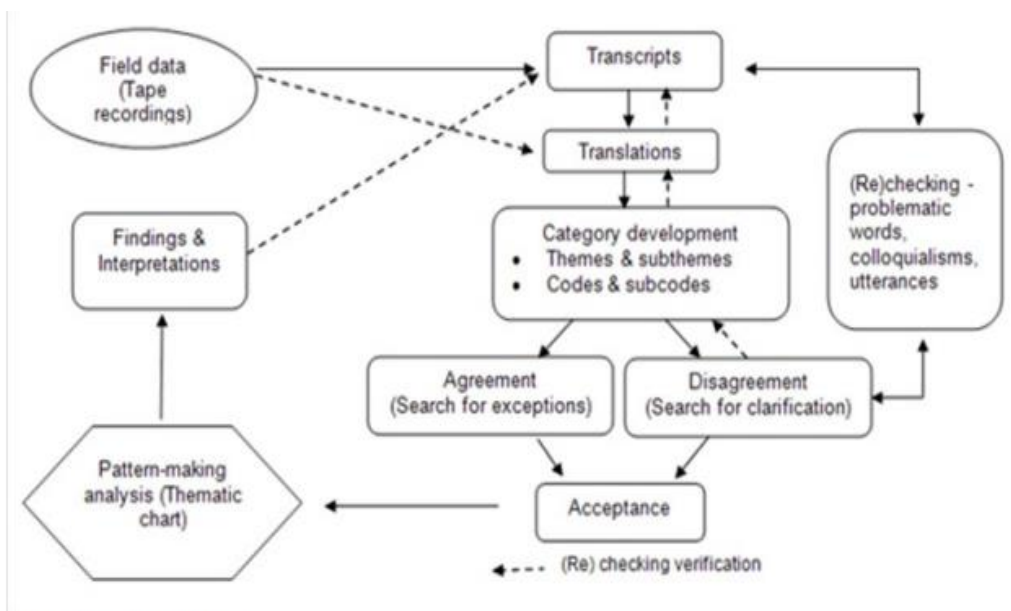 Field data
(Tape
recordings)
Transcripts
Translations
(Re)checking -
problematic
words,
colloquialisms,
utterances
Findings &
Interpretations
Category development
• Themes & subthemes
• Codes & subcodes
Agreement
(Search for exceptions)
Disagreement
(Search for clarification)
Pattern-making
analysis (Thematic
chart)
Acceptance
(Re) checking verification